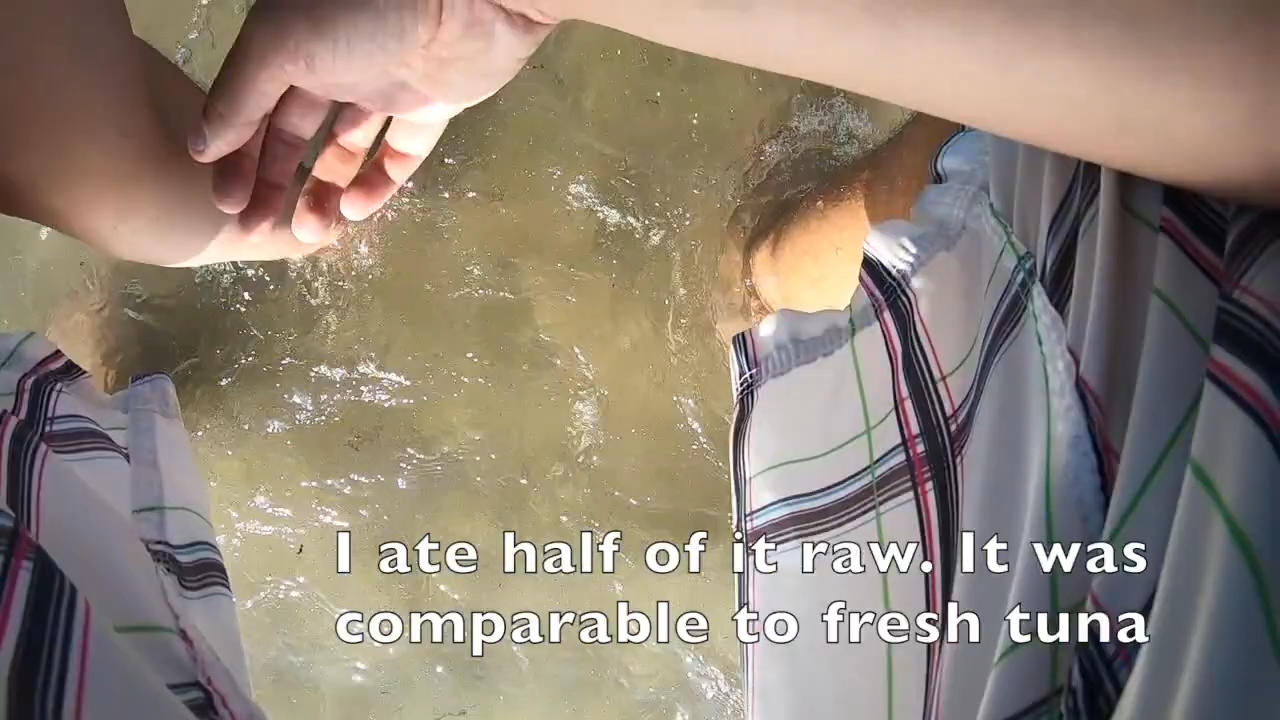 I ate half of it raw. It was
comparable to fresh tuna